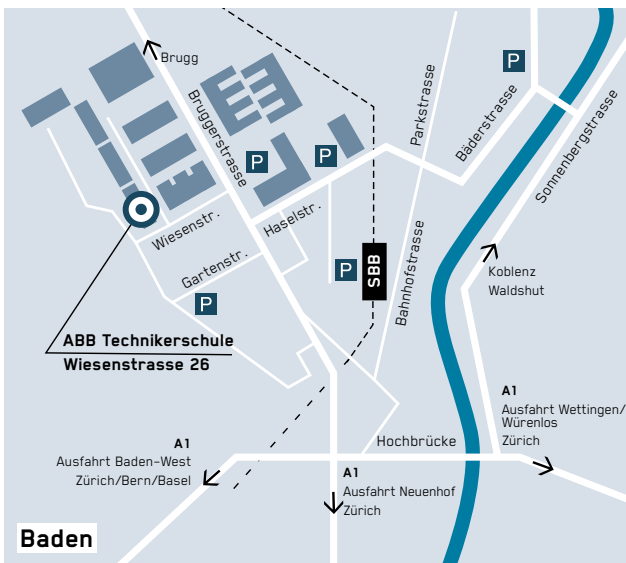 Brugg
P
Parkstrasse
Bruggerstrasse
Bäderstrasse
P
P
Sonnenbergstrasse
Wiesenstr.
Haselstr.
Gartenstr.
P
SBB
Bahnhofstrasse
Koblenz
Waldshut
P
ABB Technikerschule
Wiesenstrasse 26
A1
Ausfahrt Wettingen/
Würenlos
Zürich
A1
Ausfahrt Baden-West
Zürich/Bern/Basel
Hochbrücke
A1
Ausfahrt Neuenhof
Zürich
Baden